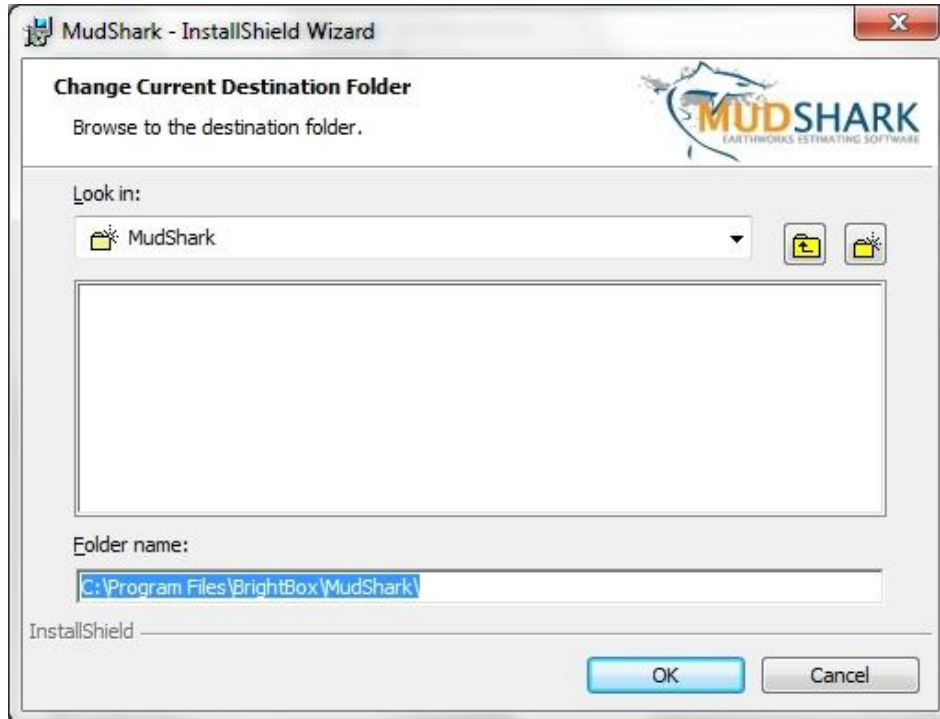 MudShark - InstallShield Wizard
Change Current Destination Folder
Browse to the destination folder.
MUDSHARK
EARTHWORKS ESTIMATING SOFTWARE
Look in:
MudShark
Folder name:
C:\Program Files\BrightBox\MudShark\
InstallShield
OK Cancel